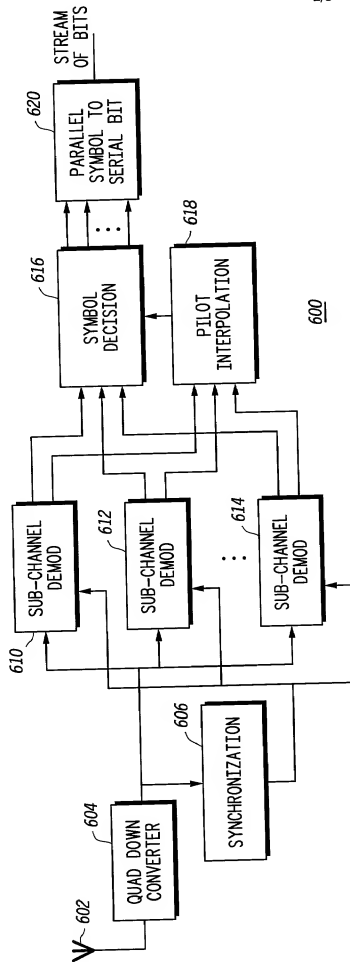 602
604
QUAD DOWN
CONVERTER
606
SYNCHRONIZATION
610
SUB-CHANNEL
DEMOD
612
SUB-CHANNEL
DEMOD
614
SUB-CHANNEL
DEMOD
616
SYMBOL
DECISION
618
PILOT
INTERPOLATION
620
PARALLEL
SYMBOL TO
SERIAL BIT
STREAM
OF BITS
600